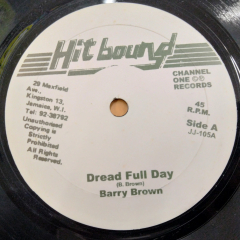 Hit bound
29 Maxfield
Ave.,
Kingston 13,
Jamaica, W.I.
Tel: 92-38782
Unauthorised
Copying is
Strictly
Prohibited
All Rights
Reserved.
CHANNEL
ONE
RECORDS
45
R.P.M.
Side A
JJ-165A
Dread Full Day
(B. Brown)
Barry Brown